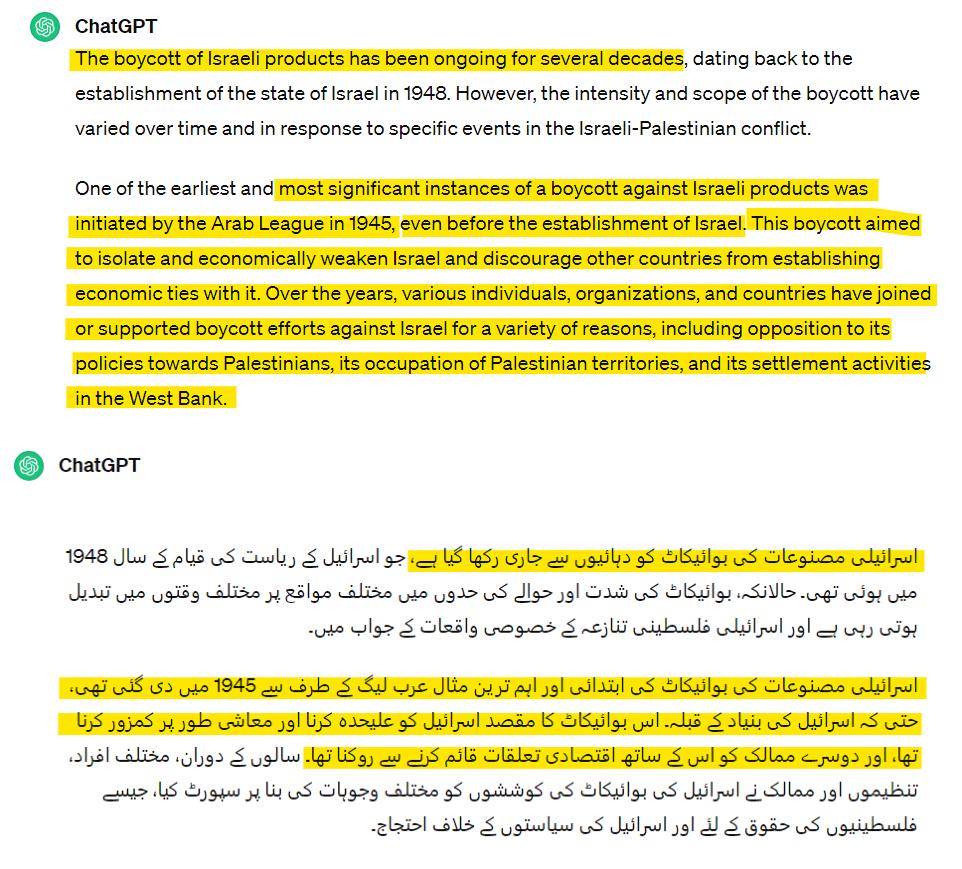 ChatGPT
The boycott of Israeli products has been ongoing for several decades, dating back to the
establishment of the state of Israel in 1948. However, the intensity and scope of the boycott have
varied over time and in response to specific events in the Israeli-Palestinian conflict.
One of the earliest and most significant instances of a boycott against Israeli products was
initiated by the Arab League in 1945, even before the establishment of Israel. This boycott aimed
to isolate and economically weaken Israel and discourage other countries from establishing
economic ties with it. Over the years, various individuals, organizations, and countries have joined
or supported boycott efforts against Israel for a variety of reasons, including opposition to its
policies towards Palestinians, its occupation of Palestinian territories, and its settlement activities
in the West Bank.
ChatGPT
اسرائیلی مصنوعات کی بوائیکاٹ کو دہائیوں سے جاری رکھا گیا ہے، جو اسرائیل کے ریاست کی قیام کے سال 1948
میں ہوئی تھی۔ حالانکہ، بوائیکاٹ کی شدت اور حوالے کی حدوں میں مختلف مواقع پر مختلف وقتوں میں تبدیل
ہوتی رہی ہے اور اسرائیلی فلسطینی تنازعہ کے خصوصی واقعات کے جواب میں۔
اسرائیلی مصنوعات کی بوائیکاٹ کی ابتدائی اور اہم ترین مثال عرب لیگ کے طرف سے 1945 میں دی گئی تھی،
حتی کہ اسرائیل کی بنیاد کے قبلہ۔ اس بوائیکاٹ کا مقصد اسرائیل کو علیحدہ کرنا اور معاشی طور پر کمزور کرنا
تھا، اور دوسرے ممالک کو اس کے ساتھ اقتصادی تعلقات قائم کرنے سے روکنا تھا۔ سالوں کے دوران، مختلف افراد،
تنظیموں اور ممالک نے اسرائیل کی بوائیکاٹ کی کوششوں کو مختلف وجوہات کی بنا پر سپورٹ کیا، جیسے
فلسطینیوں کی حقوق کے لئے اور اسرائیل کی سیاستوں کے خلاف احتجاج۔